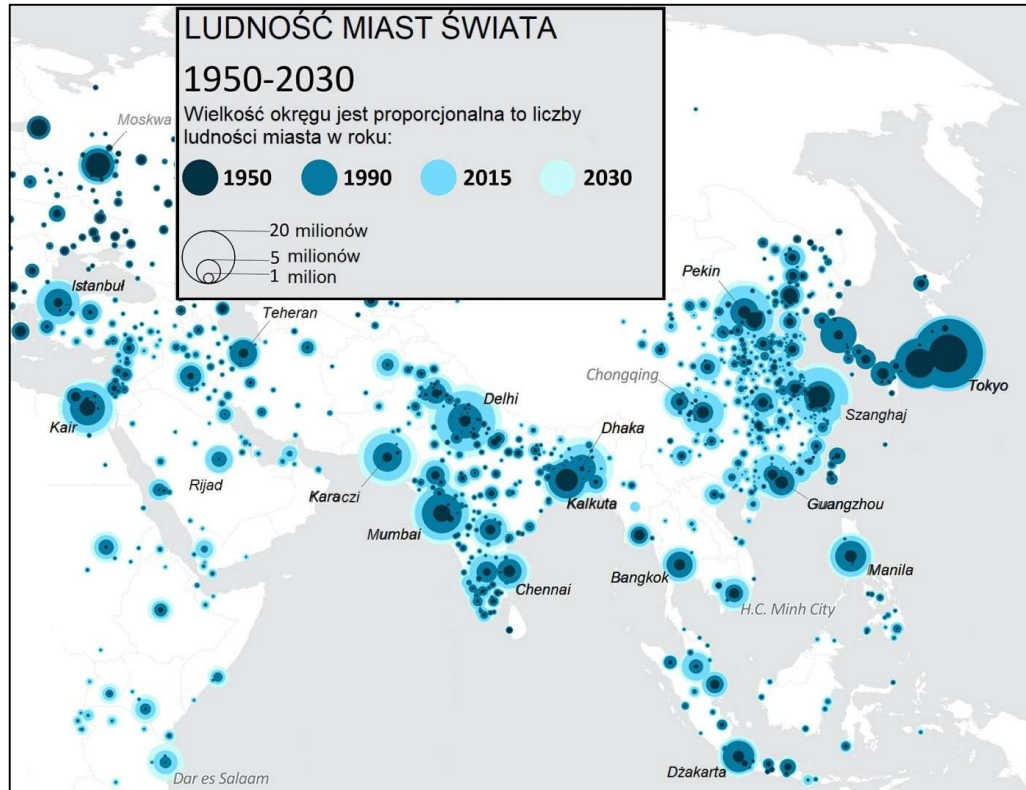 LUDNOŚĆ MIAST ŚWIATA
1950-2030
Wielkość okręgu jest proporcjonalna to liczby
ludności miasta w roku:
1950 1990 2015 2030
20 milionów
5 milionów
1 milion
Moskwa
Istanbuł
Teheran
Pekin
Chongqing
Tokyo
Delhi
Szanghaj
Kair
Dhaka
Rijad
Karaczi
Kalkuta
Guangzhou
Mumbai
Bangkok
Manila
Chennai
H.C. Minh City
Dżakarta
Dar es Salaam